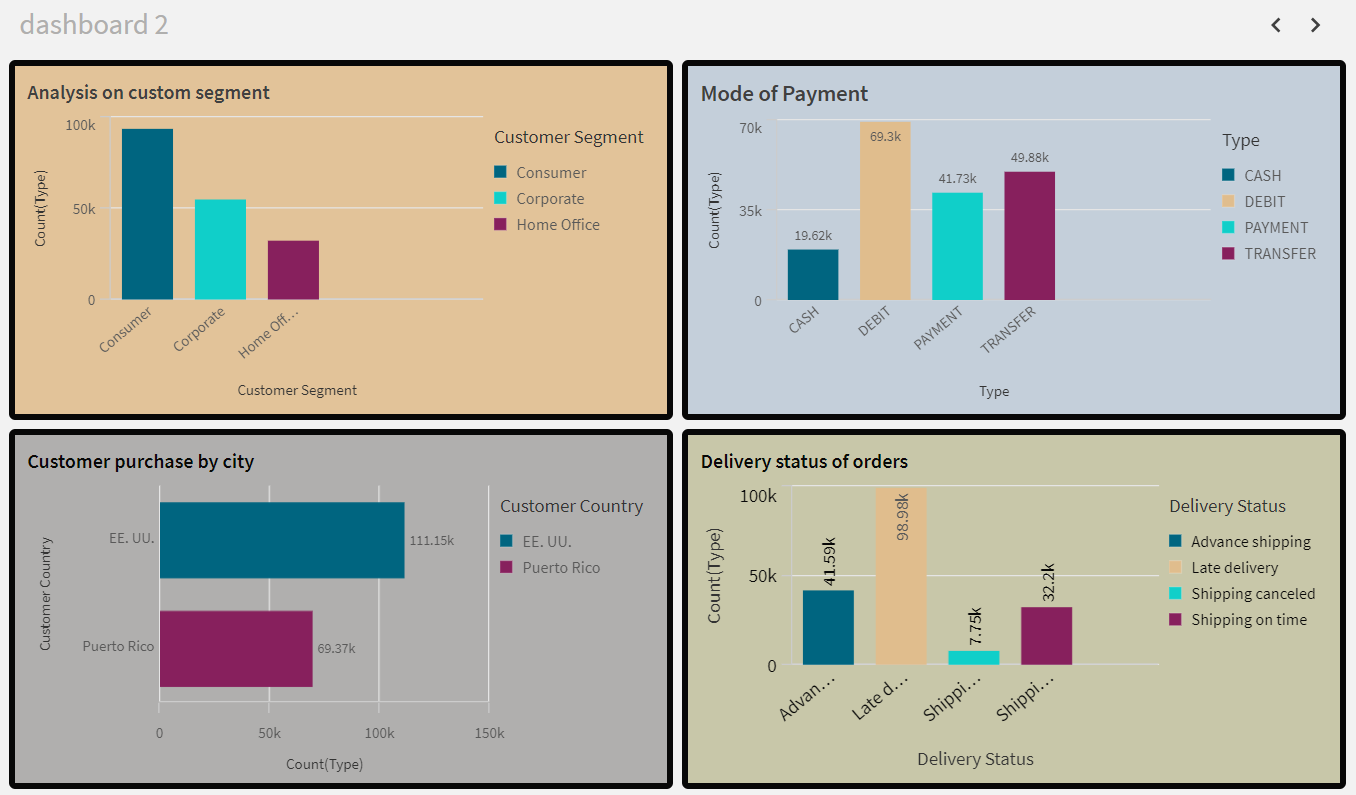 dashboard 2
Analysis on custom segment
100k
50k
0
Count(Type)
Consumer
Corporate
Home Off...
Customer Segment
Customer Segment
Consumer
Corporate
Home Office
Mode of Payment
70k
35k
0
Count(Type)
19.62k
69.3k
41.73k
49.88k
CASH
DEBIT
PAYMENT
TRANSFER
Type
Type
CASH
DEBIT
PAYMENT
TRANSFER
Customer purchase by city
Customer Country
EE. UU.
111.15k
Puerto Rico
69.37k
0
50k
100k
150k
Count(Type)
Customer Country
EE. UU.
Puerto Rico
Delivery status of orders
100k
50k
0
Count(Type)
41.59k
98.98k
7.75k
32.2k
Advan...
Late d...
Shippi...
Shippi...
Delivery Status
Delivery Status
Advance shipping
Late delivery
Shipping canceled
Shipping on time